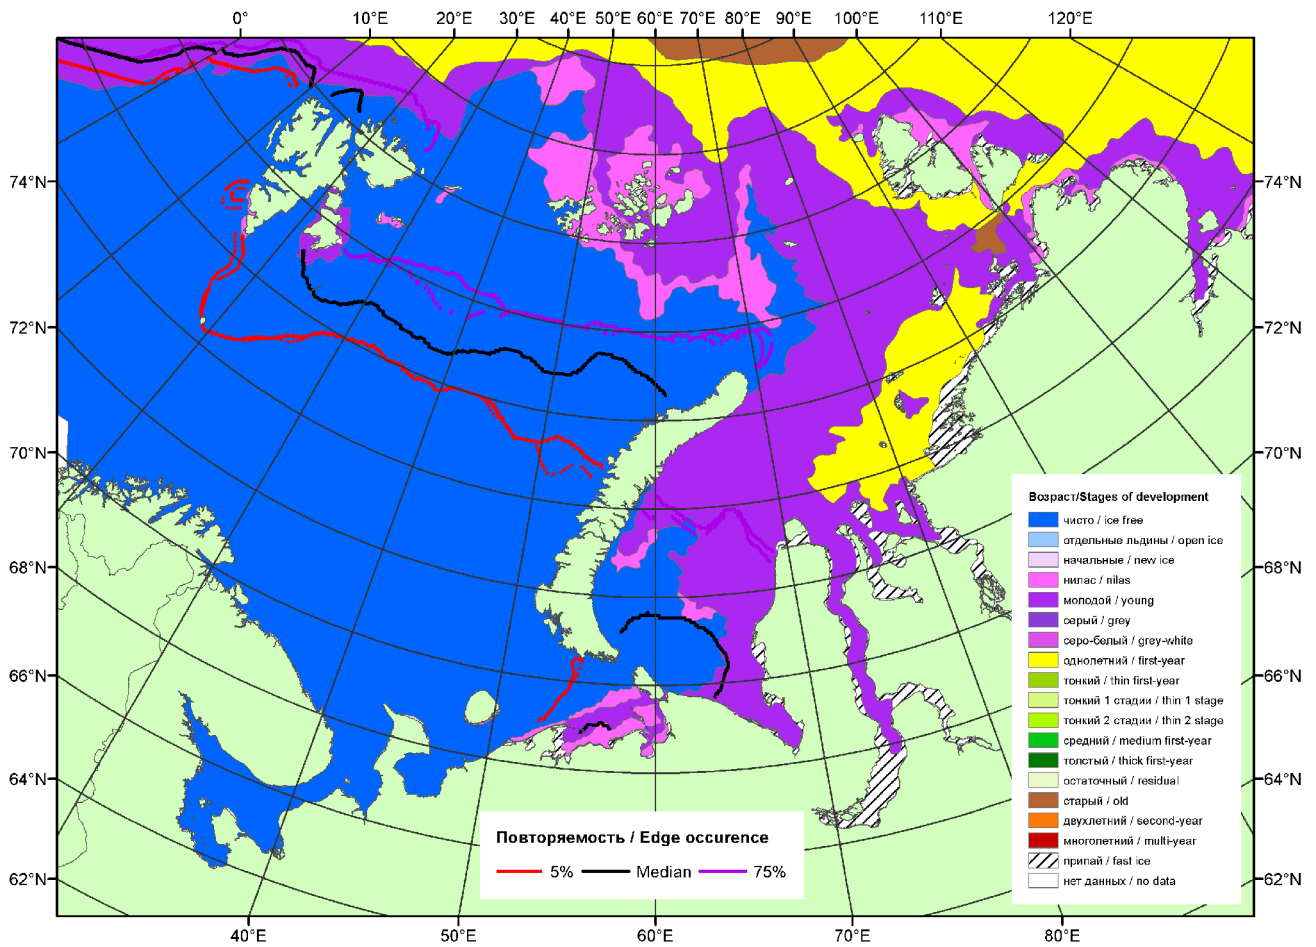 0° 10°E 20°E 30°E 40°E 50°E 60°E 70°E 80°E 90°E 100°E 110°E 120°E
74°N 74°N
72°N 72°N
70°N 70°N
68°N 68°N
66°N 66°N
64°N 64°N
62°N 62°N
Возраст/Stages of development
чисто / ice free
отдельные льдины / open ice
начальные / new ice
нилас / nilas
молодой / young
серый / grey
серо-белый / grey-white
однолетний / first-year
тонкий / thin first-year
тонкий 1 стадии / thin 1 stage
тонкий 2 стадии / thin 2 stage
средний / medium first-year
толстый / thick first-year
остаточный / residual
старый / old
двухлетний / second-year
многолетний / multi-year
припай / fast ice
нет данных / no data
Повторяемость / Edge occurence
5% Median 75%
40°E 50°E 60°E 70°E 80°E